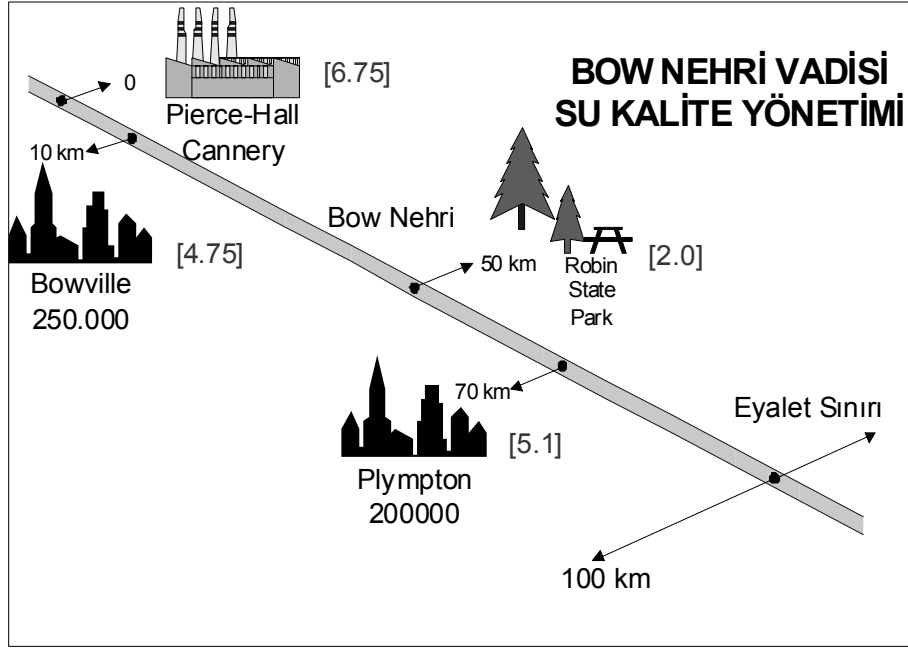 BOW NEHRİ VADİSİ
SU KALİTE YÖNETİMİ
[6.75]
0
Pierce-Hall
Cannery
10 km
[4.75]
Bowville
250.000
Bow Nehri
50 km
[2.0]
Robin
State
Park
70 km
[5.1]
Plympton
200000
Eyalet Sınırı
100 km